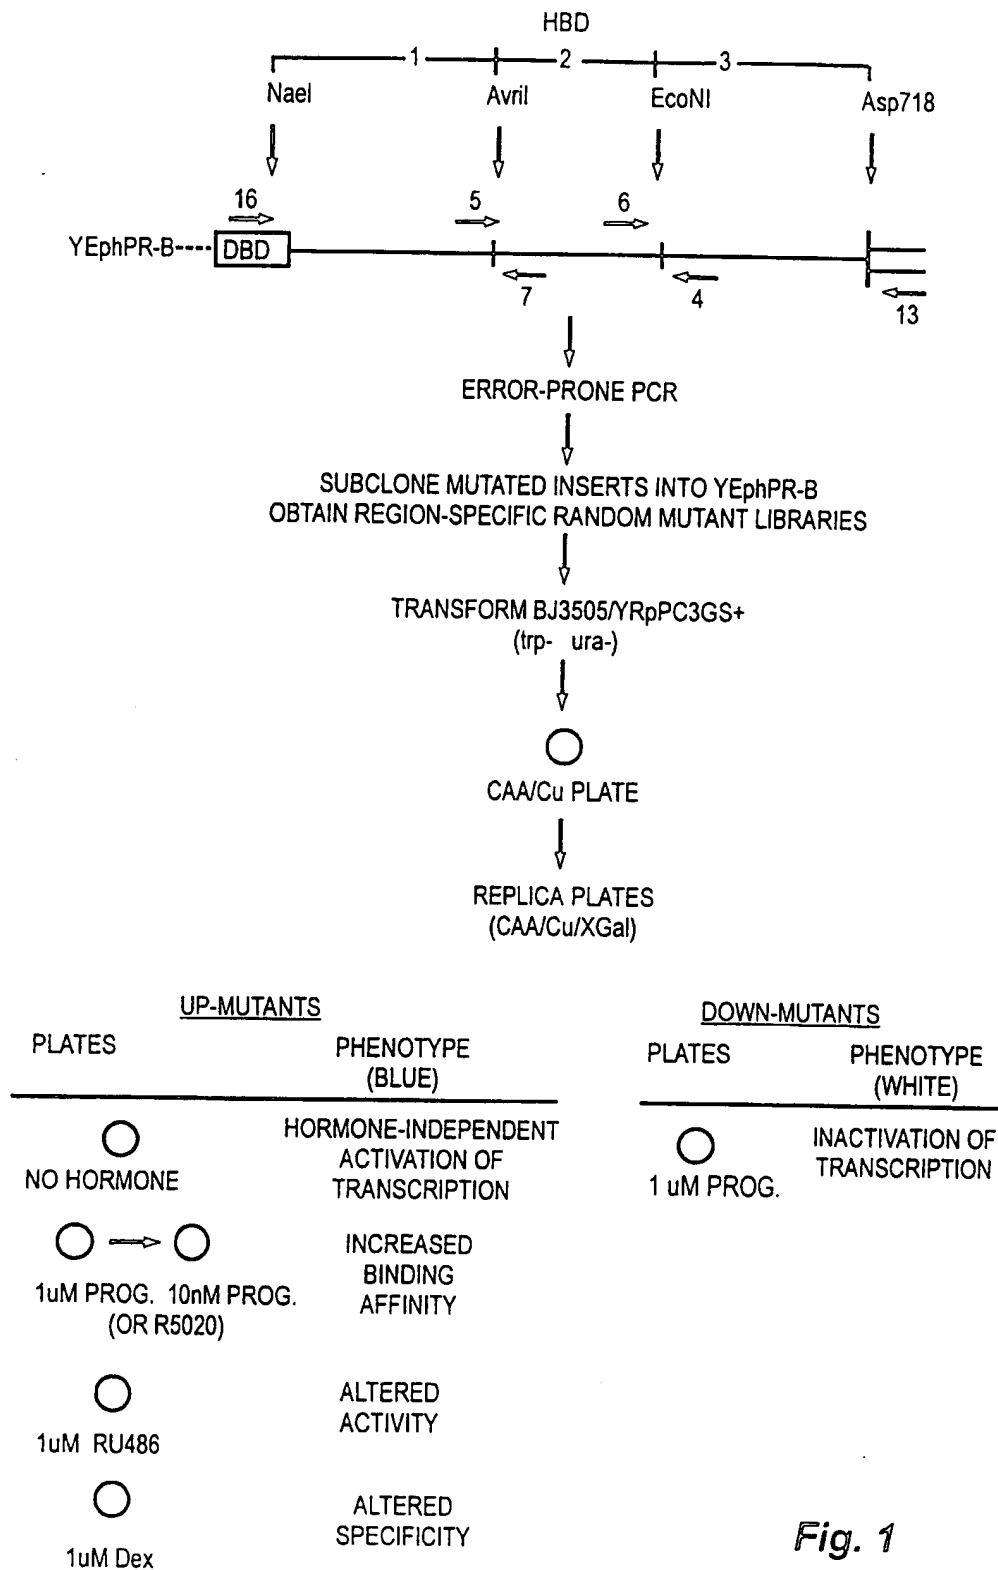 HBD
1 2 3
NaeI AvrII EcoNI Asp718
16 5 6
YEphPR-B DBD
7 4 13
ERROR-PRONE PCR
SUBCLONE MUTATED INSERTS INTO YEphPR-B
OBTAIN REGION-SPECIFIC RANDOM MUTANT LIBRARIES
TRANSFORM BJ3505/YRpPC3GS+
(trp- ura-)
CAA/Cu PLATE
REPLICA PLATES
(CAA/Cu/XGal)
UP-MUTANTS
PLATES PHENOTYPE
(BLUE)
NO HORMONE
HORMONE-INDEPENDENT
ACTIVATION OF
TRANSCRIPTION
1uM PROG. 10nM PROG.
(OR R5020)
INCREASED
BINDING
AFFINITY
1uM RU486
ALTERED
ACTIVITY
1uM Dex
ALTERED
SPECIFICITY
DOWN-MUTANTS
PLATES PHENOTYPE
(WHITE)
1 uM PROG.
INACTIVATION OF
TRANSCRIPTION
Fig. 1